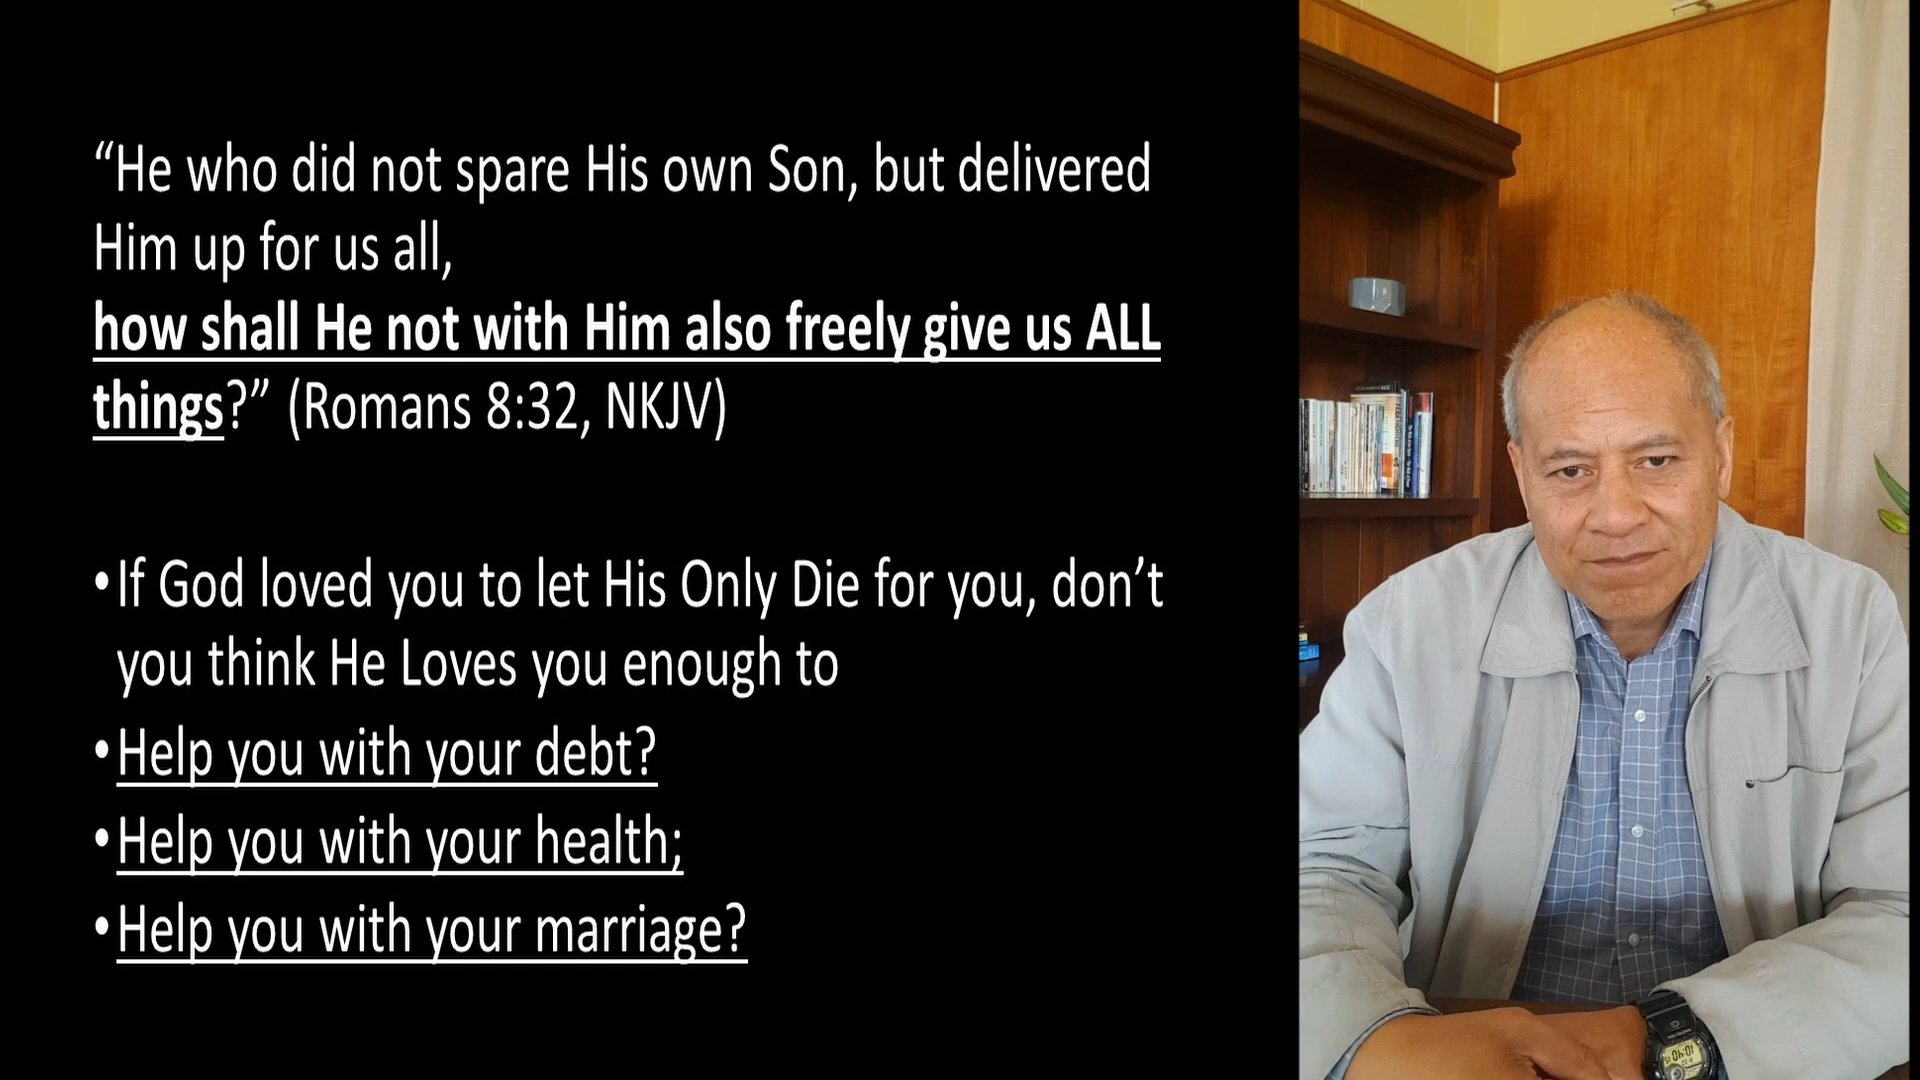 “He who did not spare His own Son, but delivered
Him up for us all,
how shall He not with Him also freely give us ALL
things?” (Romans 8:32, NKJV)
•If God loved you to let His Only Die for you, don’t
you think He Loves you enough to
•Help you with your debt?
•Help you with your health;
•Help you with your marriage?